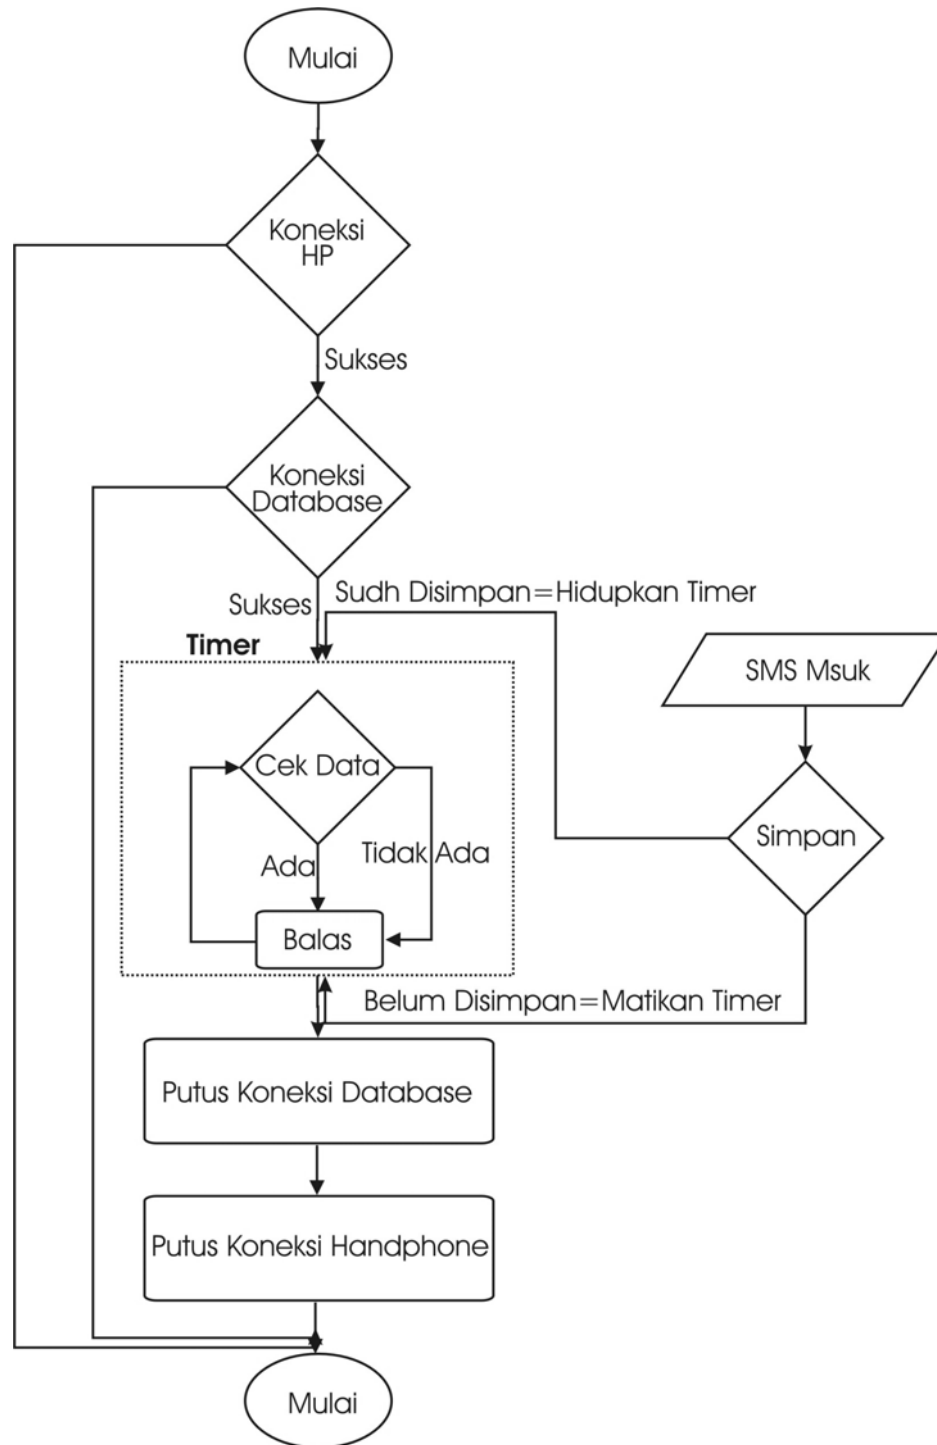 Mulai
Koneksi
HP
Sukses
Koneksi
Database
Sukses
Sudh Disimpan=Hidupkan Timer
Timer
SMS Msuk
Cek Data
Simpan
Ada
Tidak Ada
Balas
Belum Disimpan=Matikan Timer
Putus Koneksi Database
Putus Koneksi Handphone
Mulai